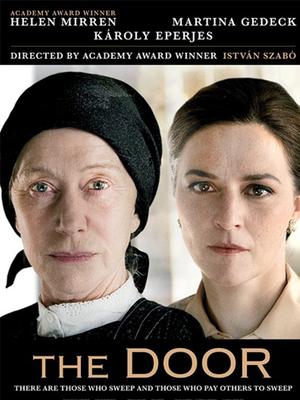 ACADEMY AWARD WINNER
HELEN MIRREN MARTINA GEDECK
KÁROLY EPERJES
DIRECTED BY ACADEMY AWARD WINNER ISTVÁN SZABÓ
THE DOOR
THERE ARE THOSE WHO SWEEP AND THOSE WHO PAY OTHERS TO SWEEP